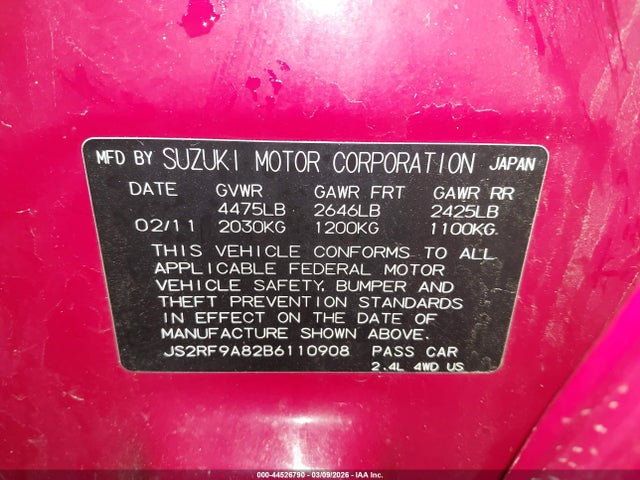 MFD BY SUZUKI MOTOR CORPORATION JAPAN
DATE GVWR GAWR FRT GAWR RR
4475LB 2646LB 2425LB
02/11 2030KG 1200KG 1100KG.
THIS VEHICLE CONFORMS TO ALL
APPLICABLE FEDERAL MOTOR
VEHICLE SAFETY, BUMPER AND
THEFT PREVENTION STANDARDS
IN EFFECT ON THE DATE OF
MANUFACTURE SHOWN ABOVE.
JS2RF9A82B6110908 PASS CAR
2.4L 4WD US
000-44526790 - 03/09/2026 - IAA Inc.